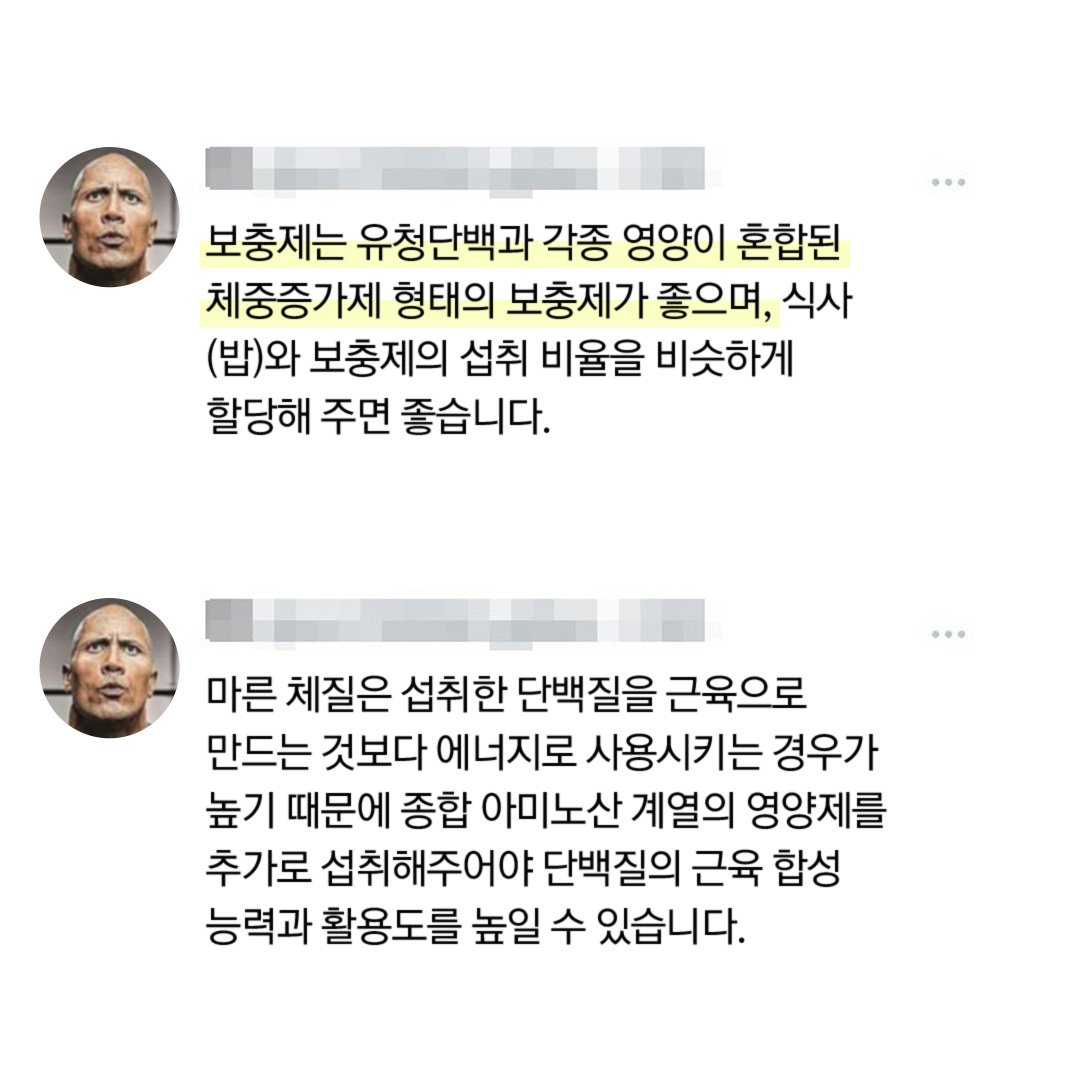 보충제는 유청단백과 각종 영양이 혼합된
체중증가제 형태의 보충제가 좋으며, 식사
(밥)와 보충제의 섭취 비율을 비슷하게
할당해 주면 좋습니다.
마른 체질은 섭취한 단백질을 근육으로
만드는 것보다 에너지로 사용시키는 경우가
높기 때문에 종합 아미노산 계열의 영양제를
추가로 섭취해주어야 단백질의 근육 합성
능력과 활용도를 높일 수 있습니다.